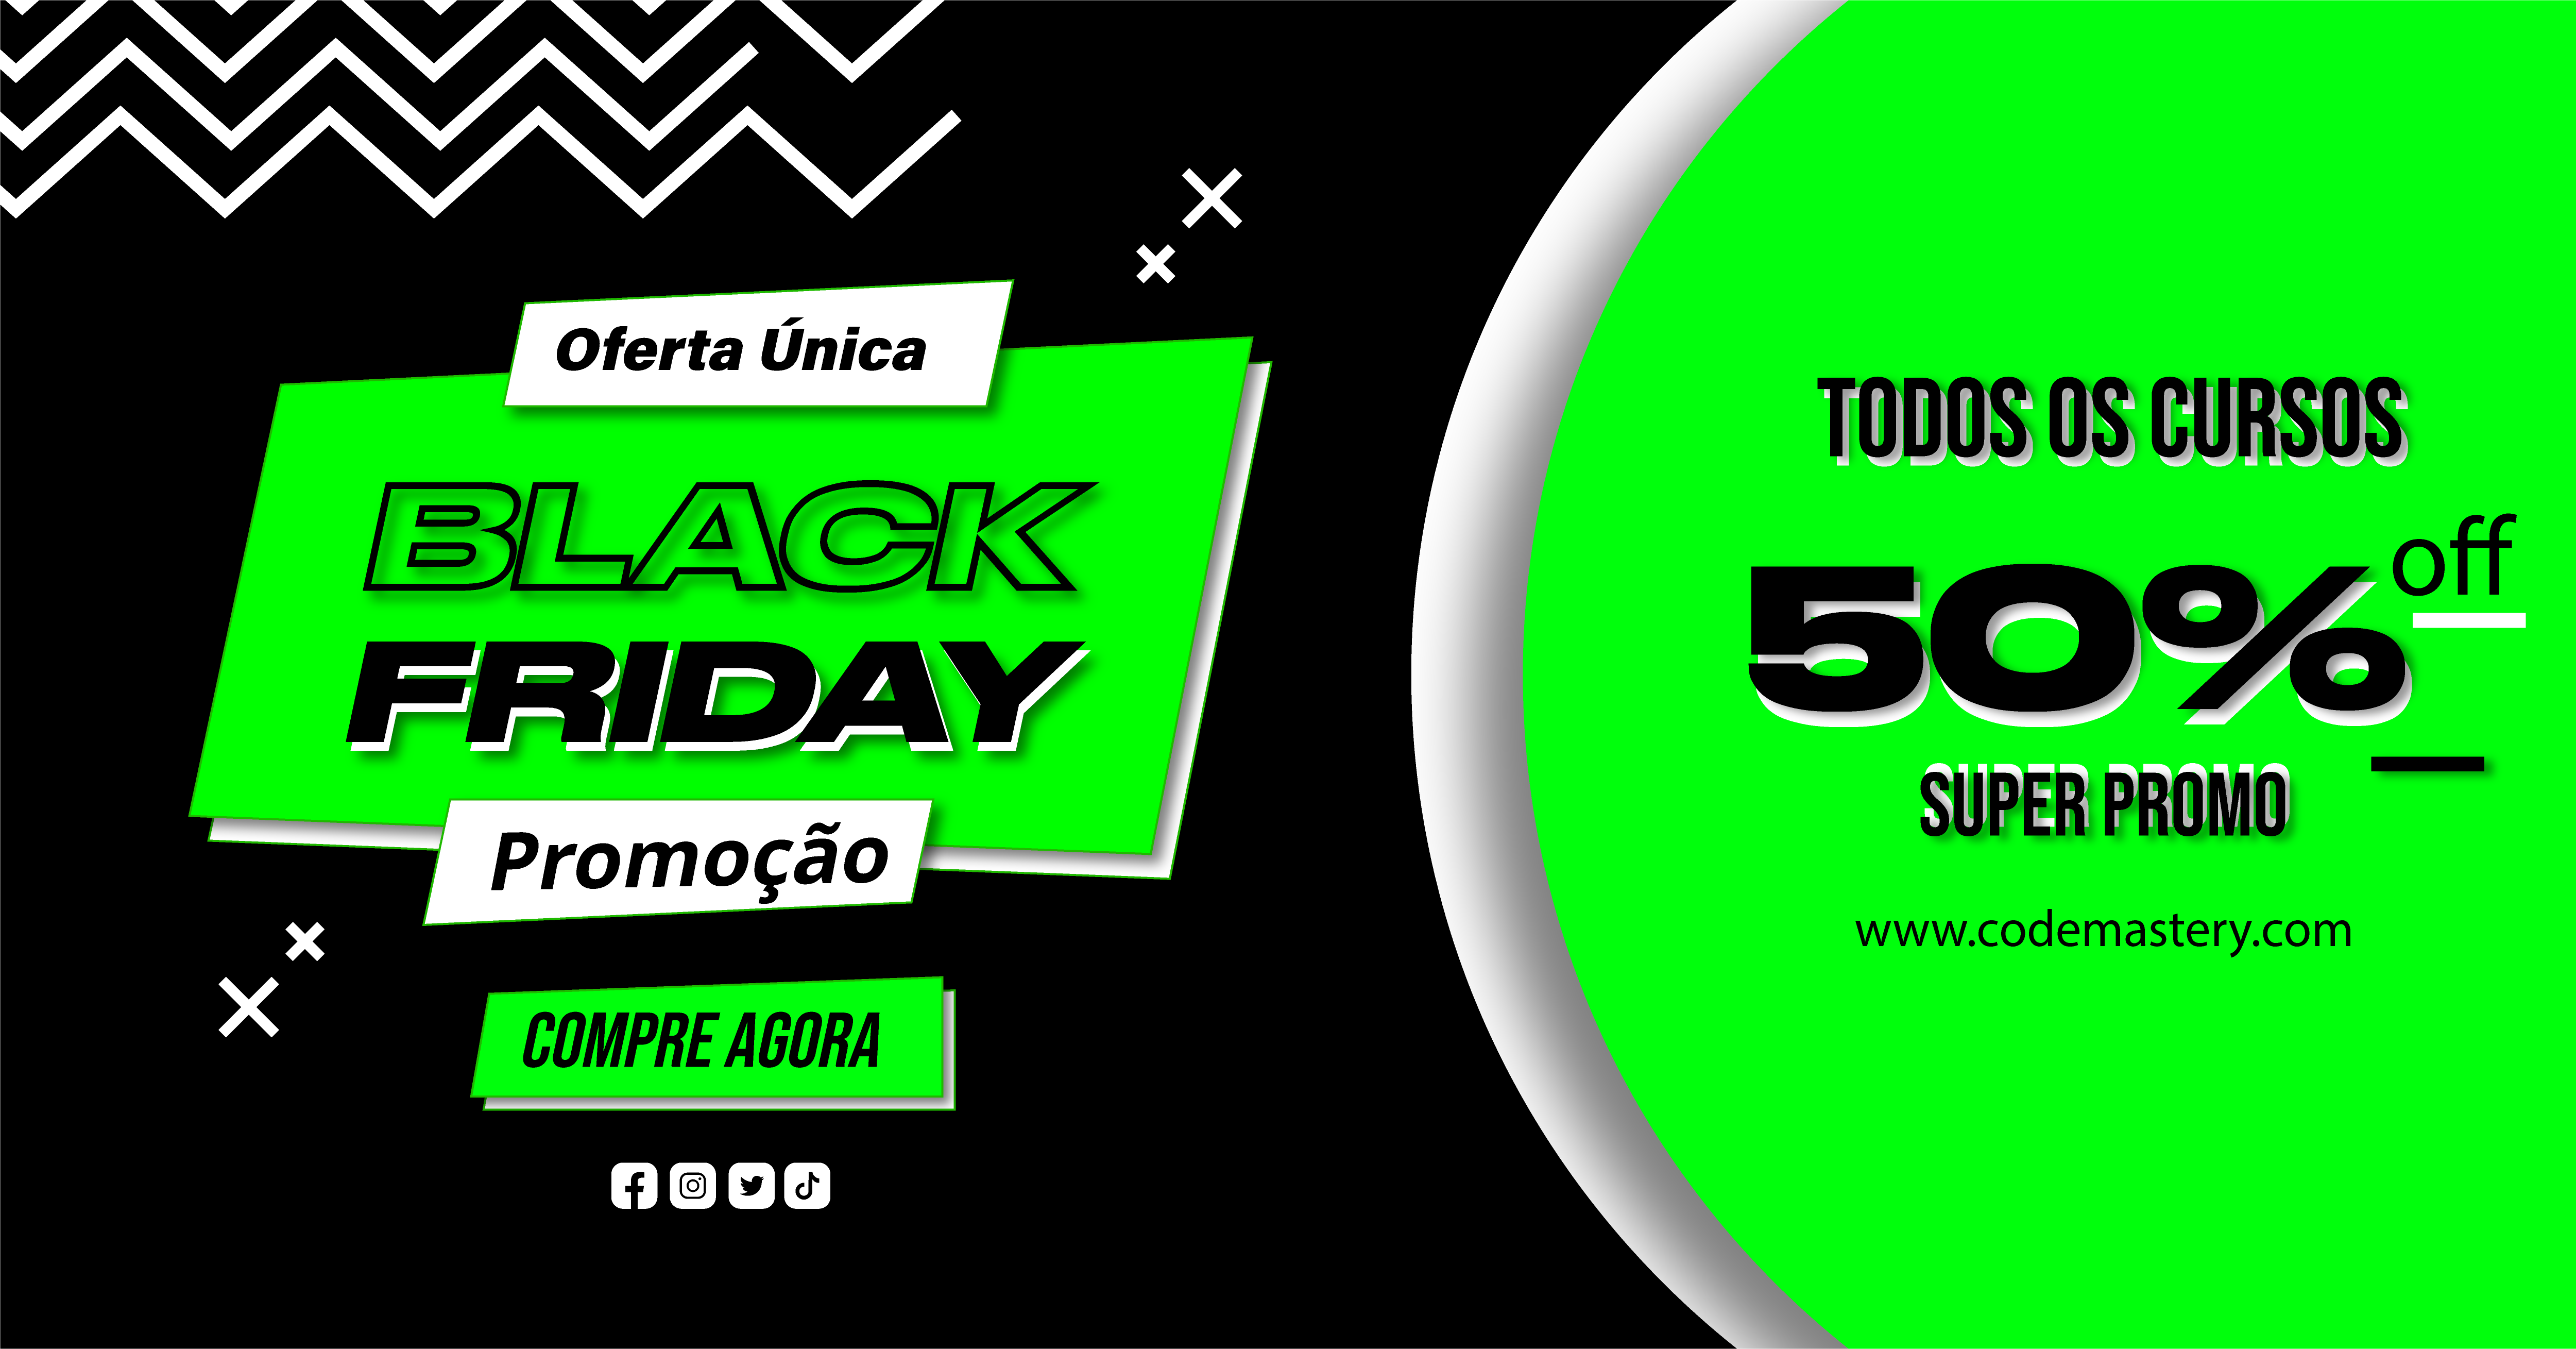 Oferta Única
BLACK
FRIDAY
Promoção
COMPRE AGORA
TODOS OS CURSOS
50% off
SUPER PROMO
www.codemastery.com